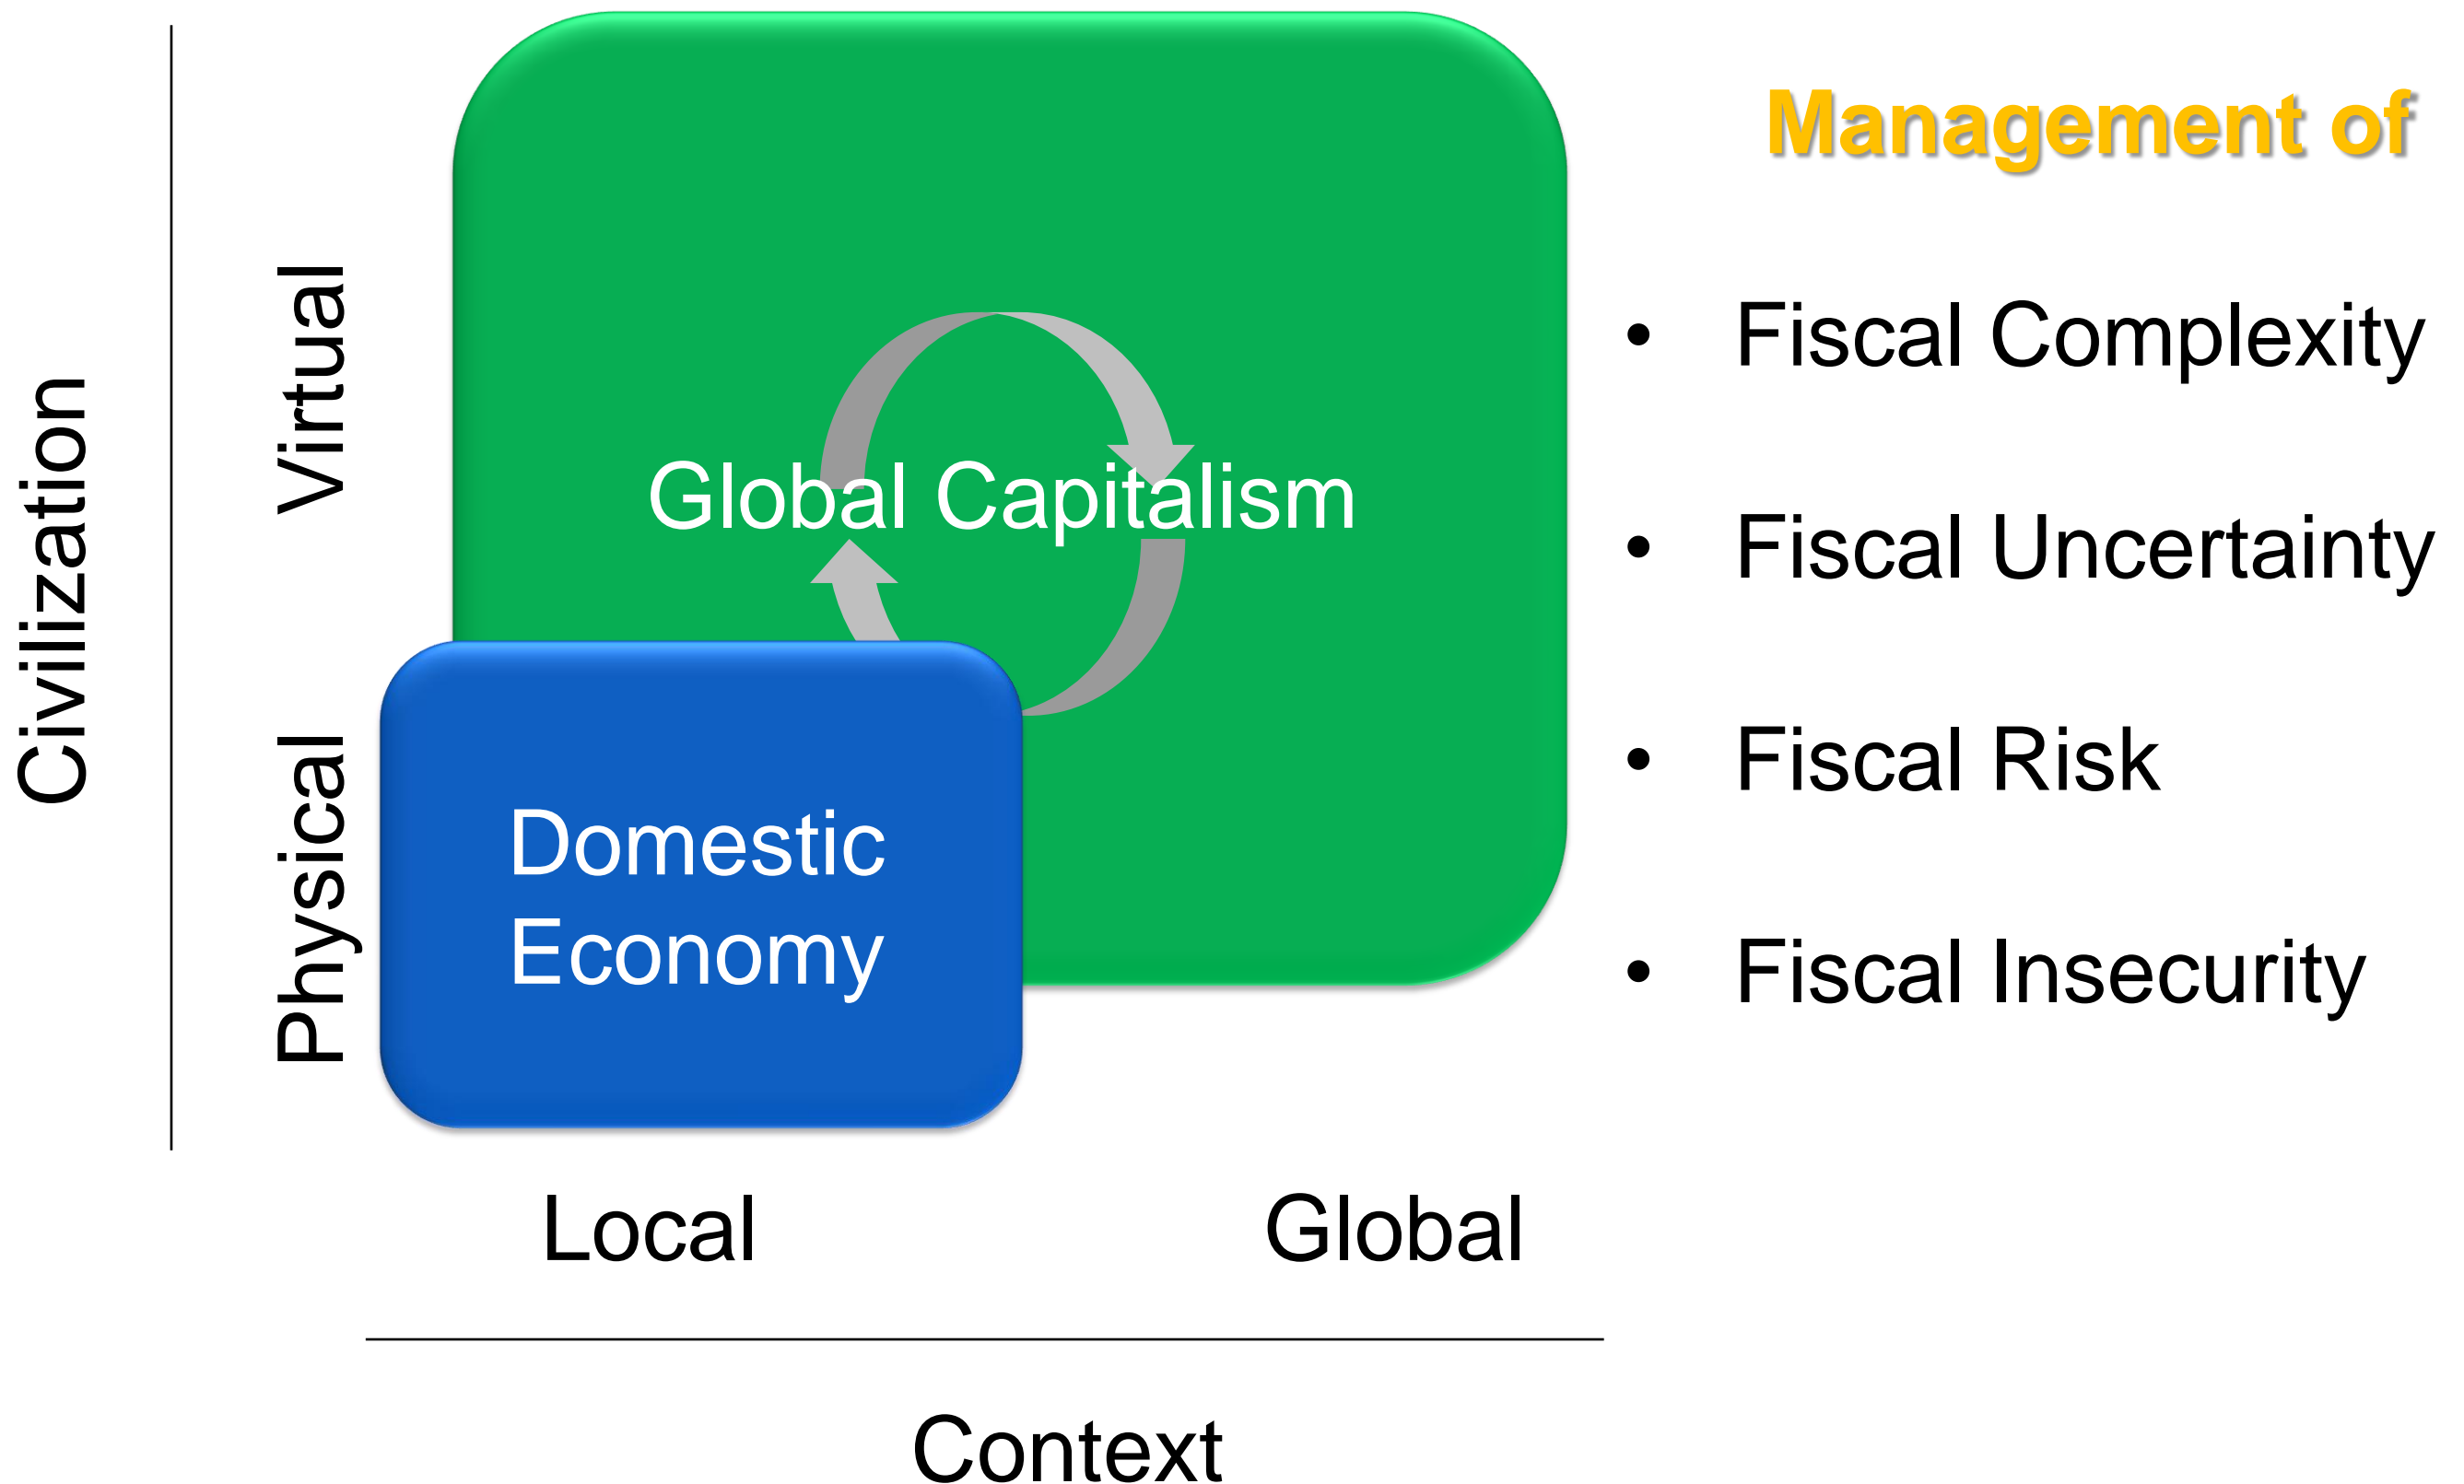 Civilization
Virtual
Physical
Global Capitalism
Domestic
Economy
Local
Global
Context
Management of
• Fiscal Complexity
• Fiscal Uncertainty
• Fiscal Risk
• Fiscal Insecurity